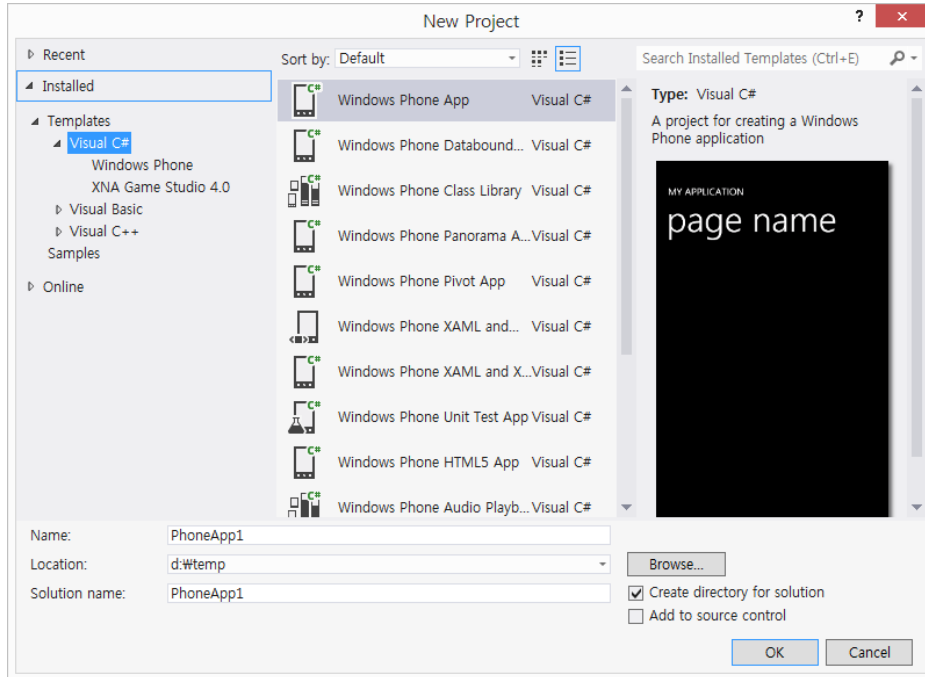 New Project
?
Recent
Installed
Templates
Visual C#
Windows Phone
XNA Game Studio 4.0
Visual Basic
Visual C++
Samples
Online
Sort by: Default
Windows Phone App Visual C#
Windows Phone Databound... Visual C#
Windows Phone Class Library Visual C#
Windows Phone Panorama A... Visual C#
Windows Phone Pivot App Visual C#
Windows Phone XAML and... Visual C#
Windows Phone XAML and X... Visual C#
Windows Phone Unit Test App Visual C#
Windows Phone HTML5 App Visual C#
Windows Phone Audio Playb... Visual C#
Search Installed Templates (Ctrl+E)
Type: Visual C#
A project for creating a Windows
Phone application
MY APPLICATION
page name
Name: PhoneApp1
Location: d:₩temp
Solution name: PhoneApp1
Browse...
Create directory for solution
Add to source control
OK
Cancel